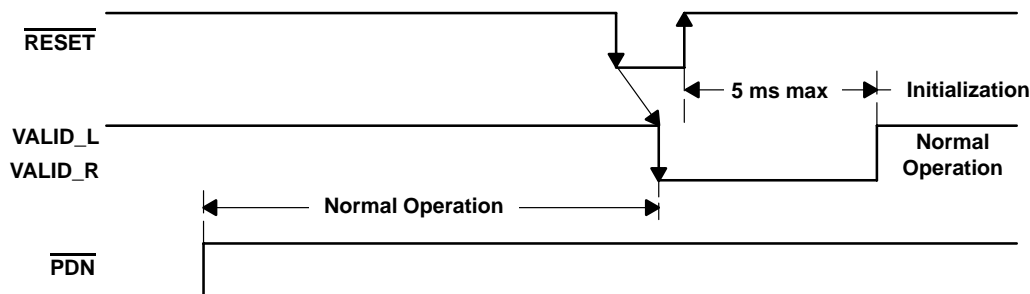 RESET
5 ms max
Initialization
VALID_L
VALID_R
Normal
Operation
Normal Operation
PDN